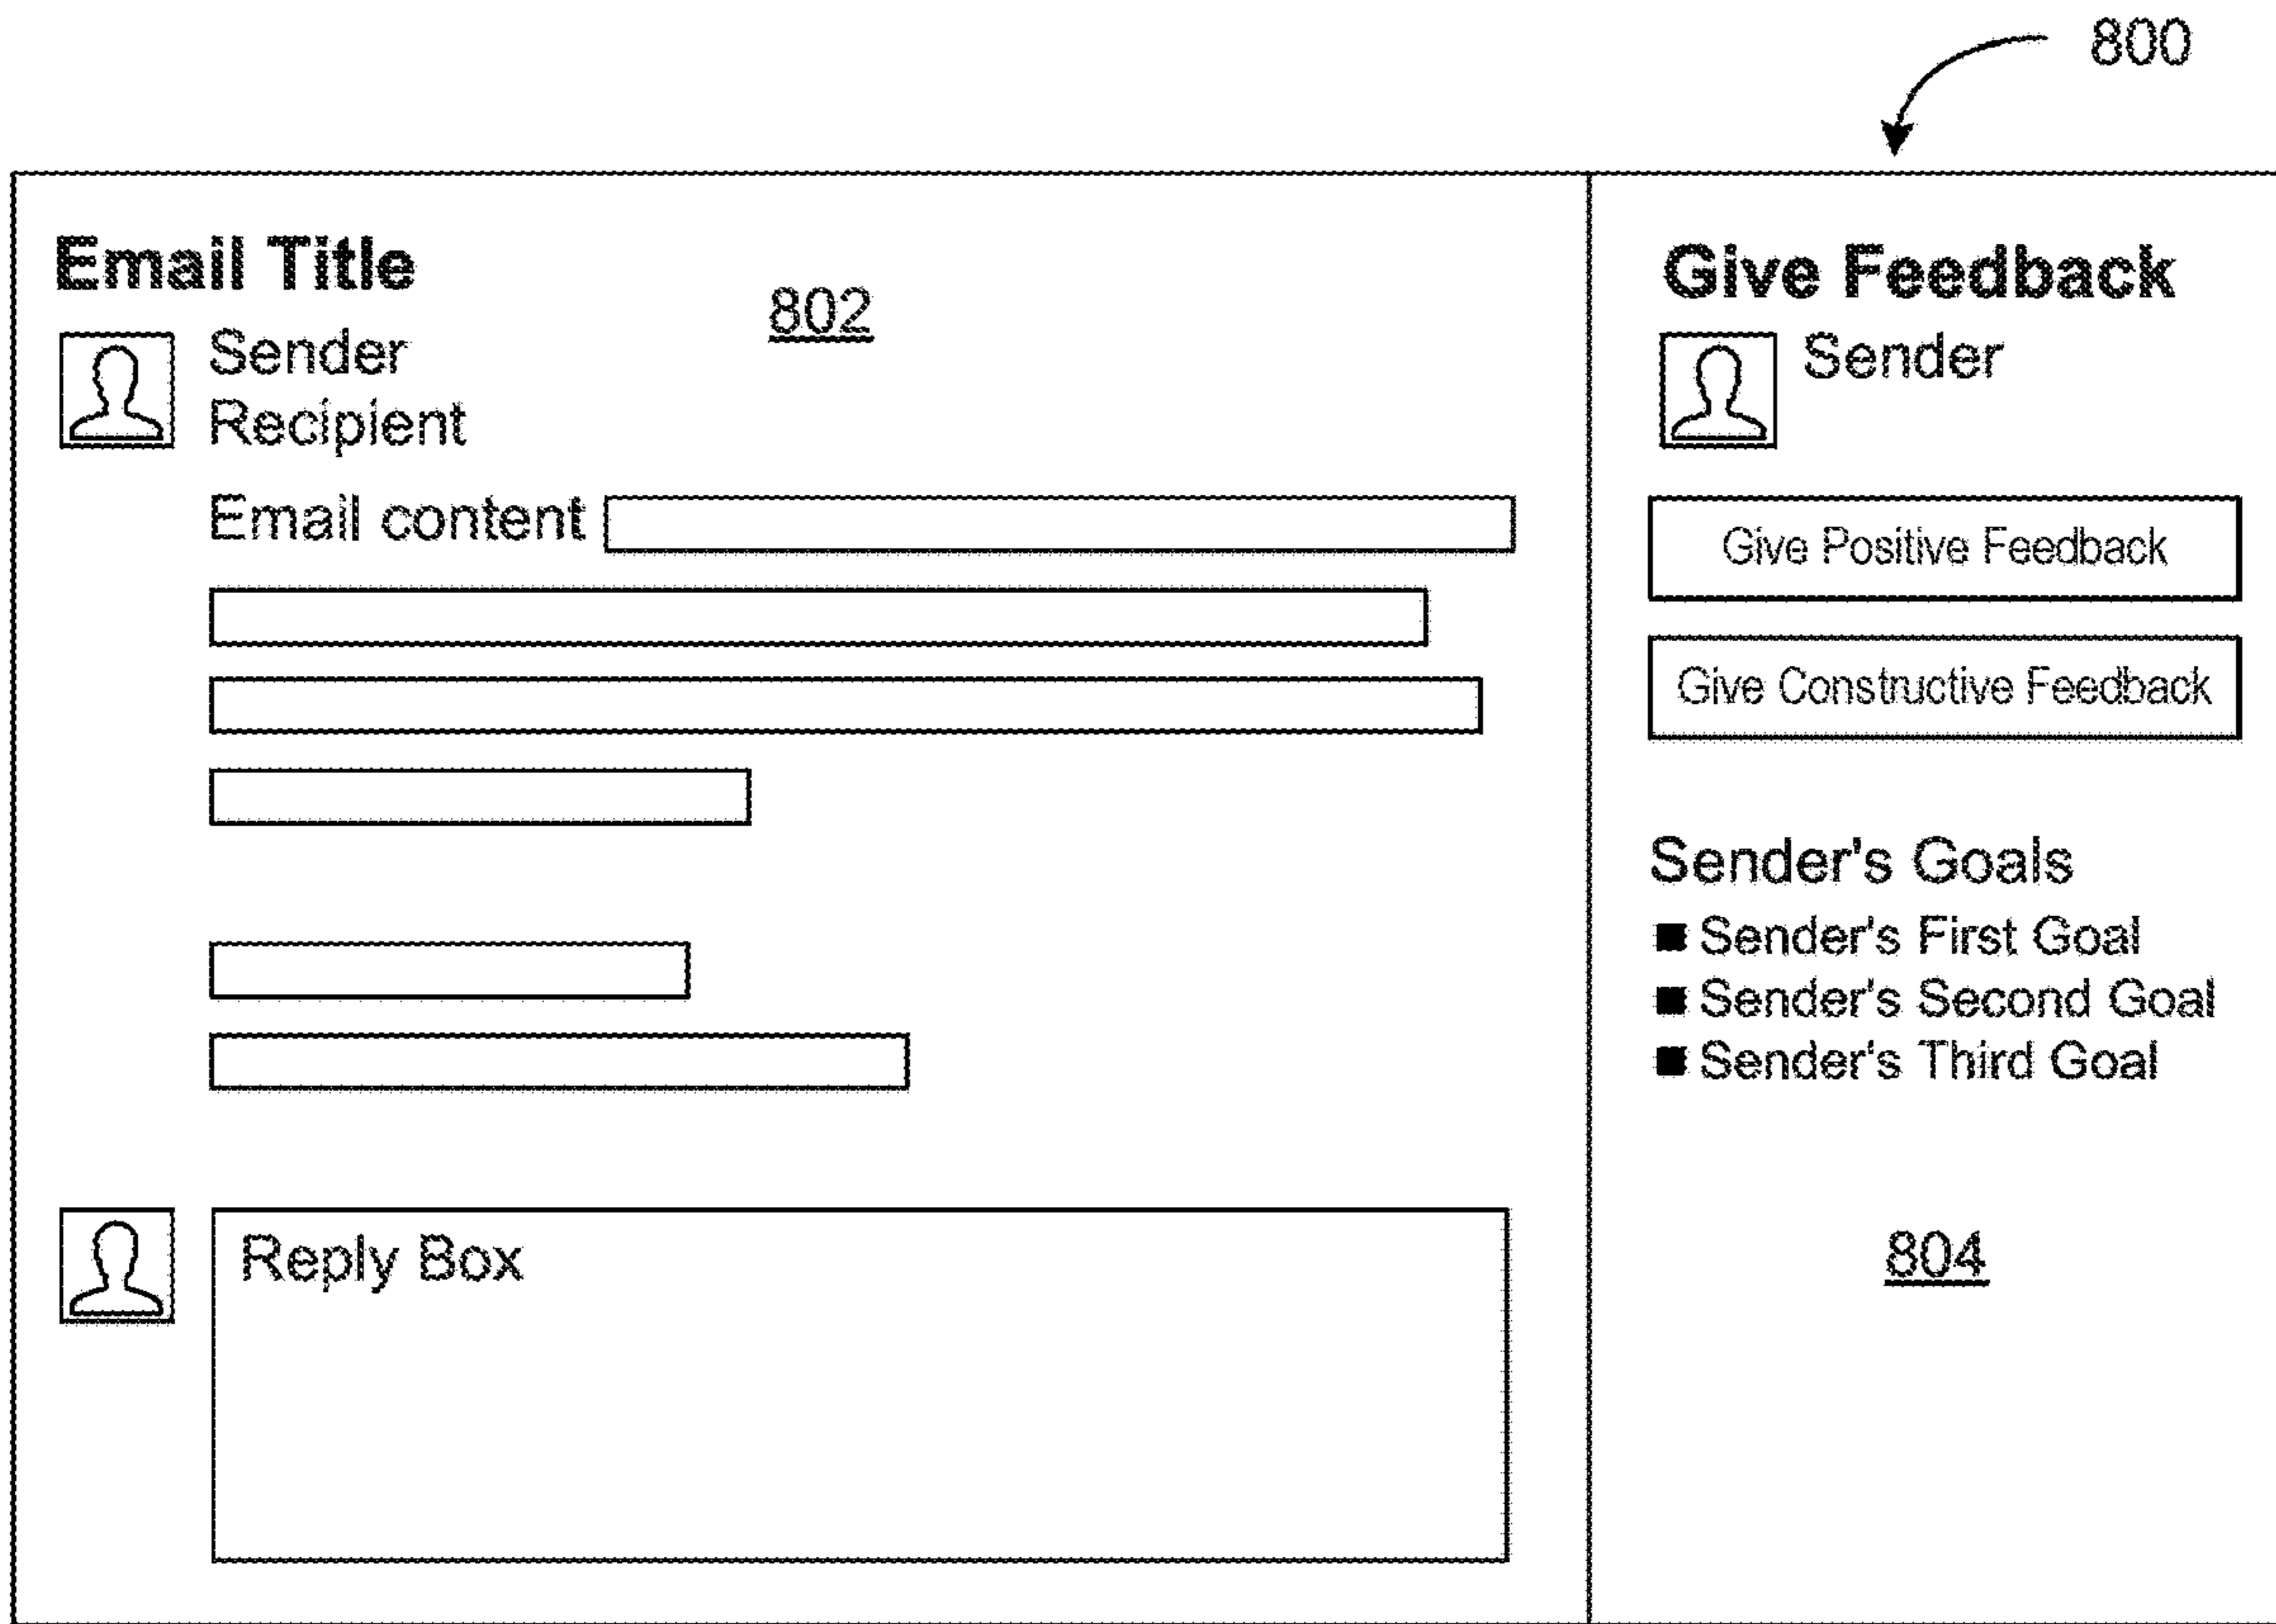 800
Email Title
802
Sender
Recipient
Email content
Reply Box
Give Feedback
Sender
Give Positive Feedback
Give Constructive Feedback
Sender's Goals
■ Sender's First Goal
■ Sender's Second Goal
■ Sender's Third Goal
804